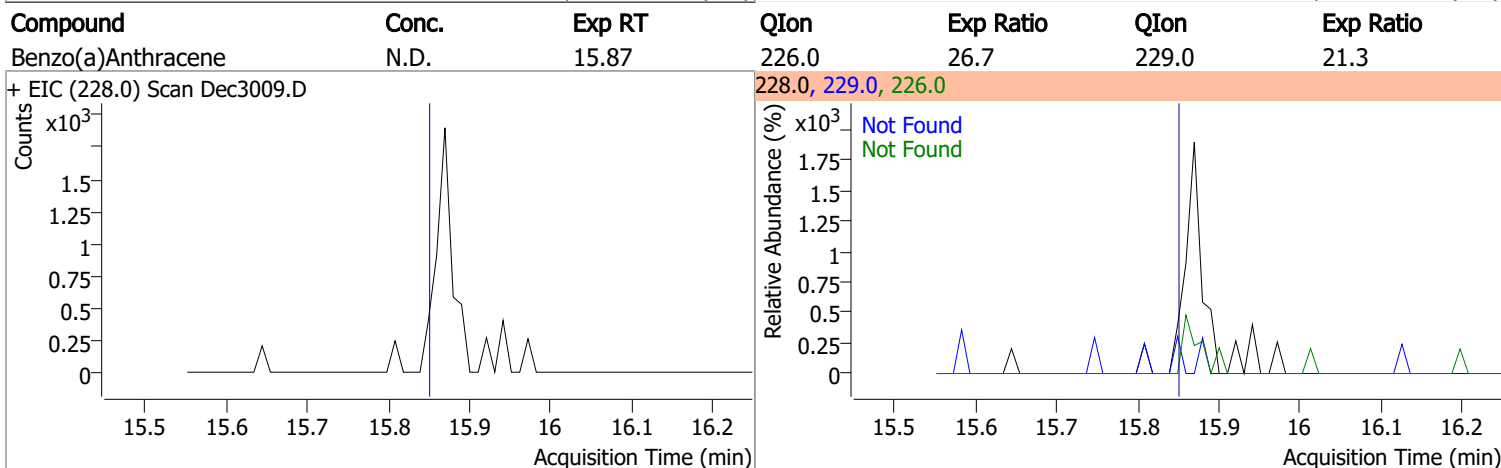 Compound Conc. Exp RT QIon Exp Ratio QIon Exp Ratio
Benzo(a)Anthracene N.D. 15.87 226.0 26.7 229.0 21.3
+ EIC (228.0) Scan Dec3009.D
Counts
x10³
1.5
1.25
1
0.75
0.5
0.25
0
15.5 15.6 15.7 15.8 15.9 16 16.1 16.2
Acquisition Time (min)
228.0, 229.0, 226.0
Relative Abundance (%)
x10³
Not Found
Not Found
1.75
1.5
1.25
1
0.75
0.5
0.25
0
15.5 15.6 15.7 15.8 15.9 16 16.1 16.2
Acquisition Time (min)